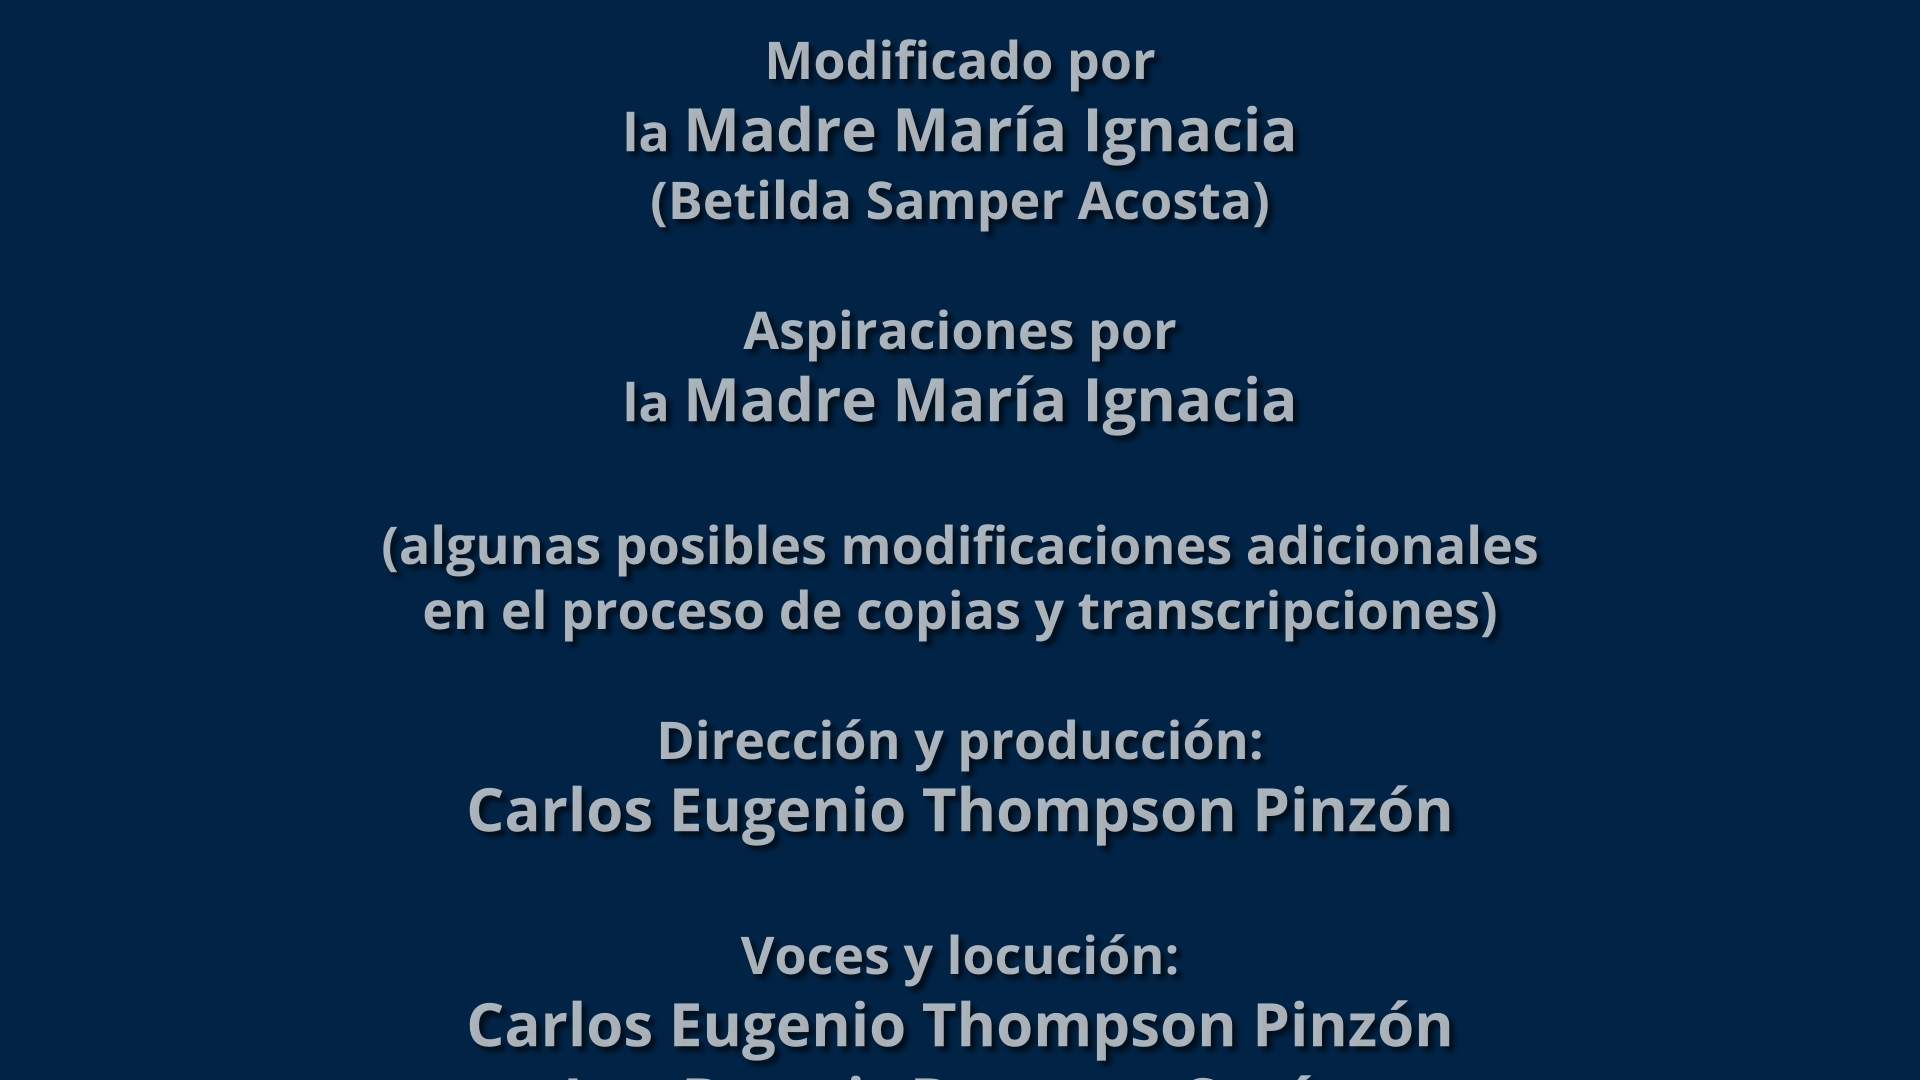 Modificado por
la Madre María Ignacia
(Betilda Samper Acosta)
Aspiraciones por
la Madre María Ignacia
(algunas posibles modificaciones adicionales
en el proceso de copias y transcripciones)
Dirección y producción:
Carlos Eugenio Thompson Pinzón
Voces y locución:
Carlos Eugenio Thompson Pinzón